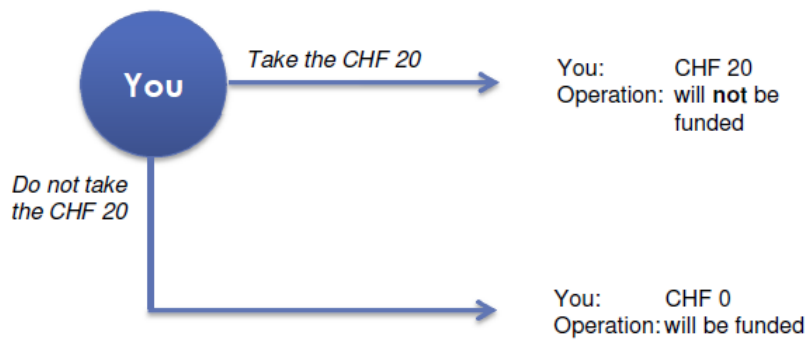 You
Take the CHF 20
You: CHF 20
Operation: will not be
funded
Do not take
the CHF 20
You: CHF 0
Operation: will be funded